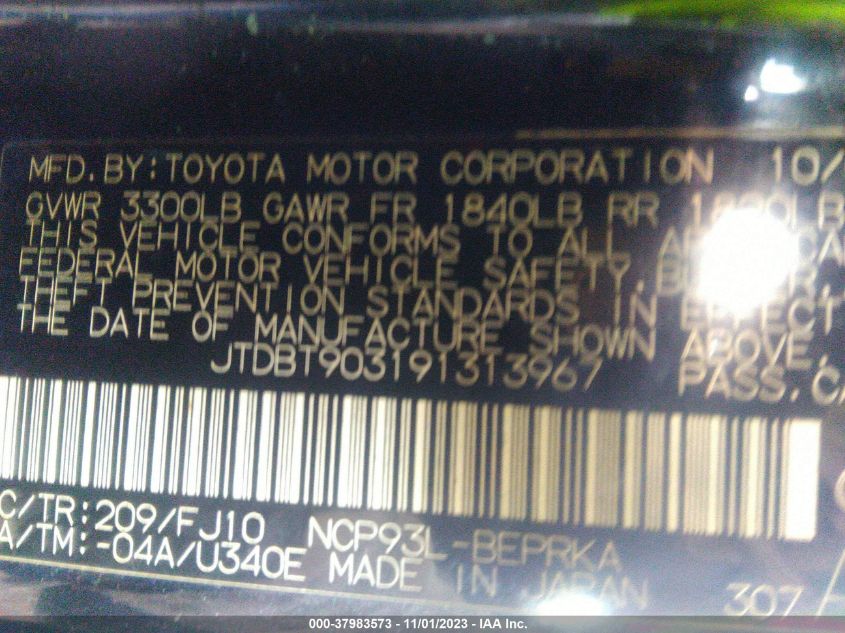 MFD. BY: TOYOTA MOTOR CORPORATION 10/
GVWR 3300LB GAWR FR 1840LB RR
THIS VEHICLE CONFORMS TO ALL
FEDERAL MOTOR VEHICLE SAFETY,
THEFT PREVENTION STANDARDS IN EFFECT
THE DATE OF MANUFACTURE SHOWN ABOVE.
JTDBT903191313967 PASS.CA
C/TR: 209/FJ10 NCP93L-BEPRKA
A/TM: -04A/U340E MADE IN JAPAN 307
000-37983573 - 11/01/2023 - IAA Inc.